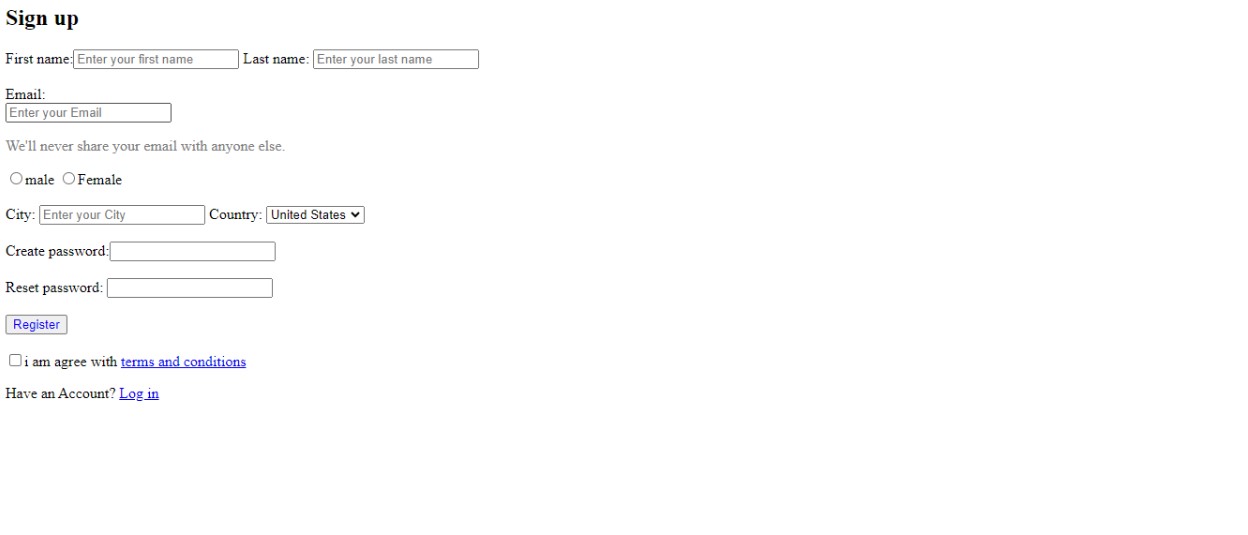 Sign up
First name: Enter your first name Last name: Enter your last name
Email:
Enter your Email
We'll never share your email with anyone else.
male Female
City: Enter your City Country: United States
Create password:
Reset password:
Register
i am agree with terms and conditions
Have an Account? Log in